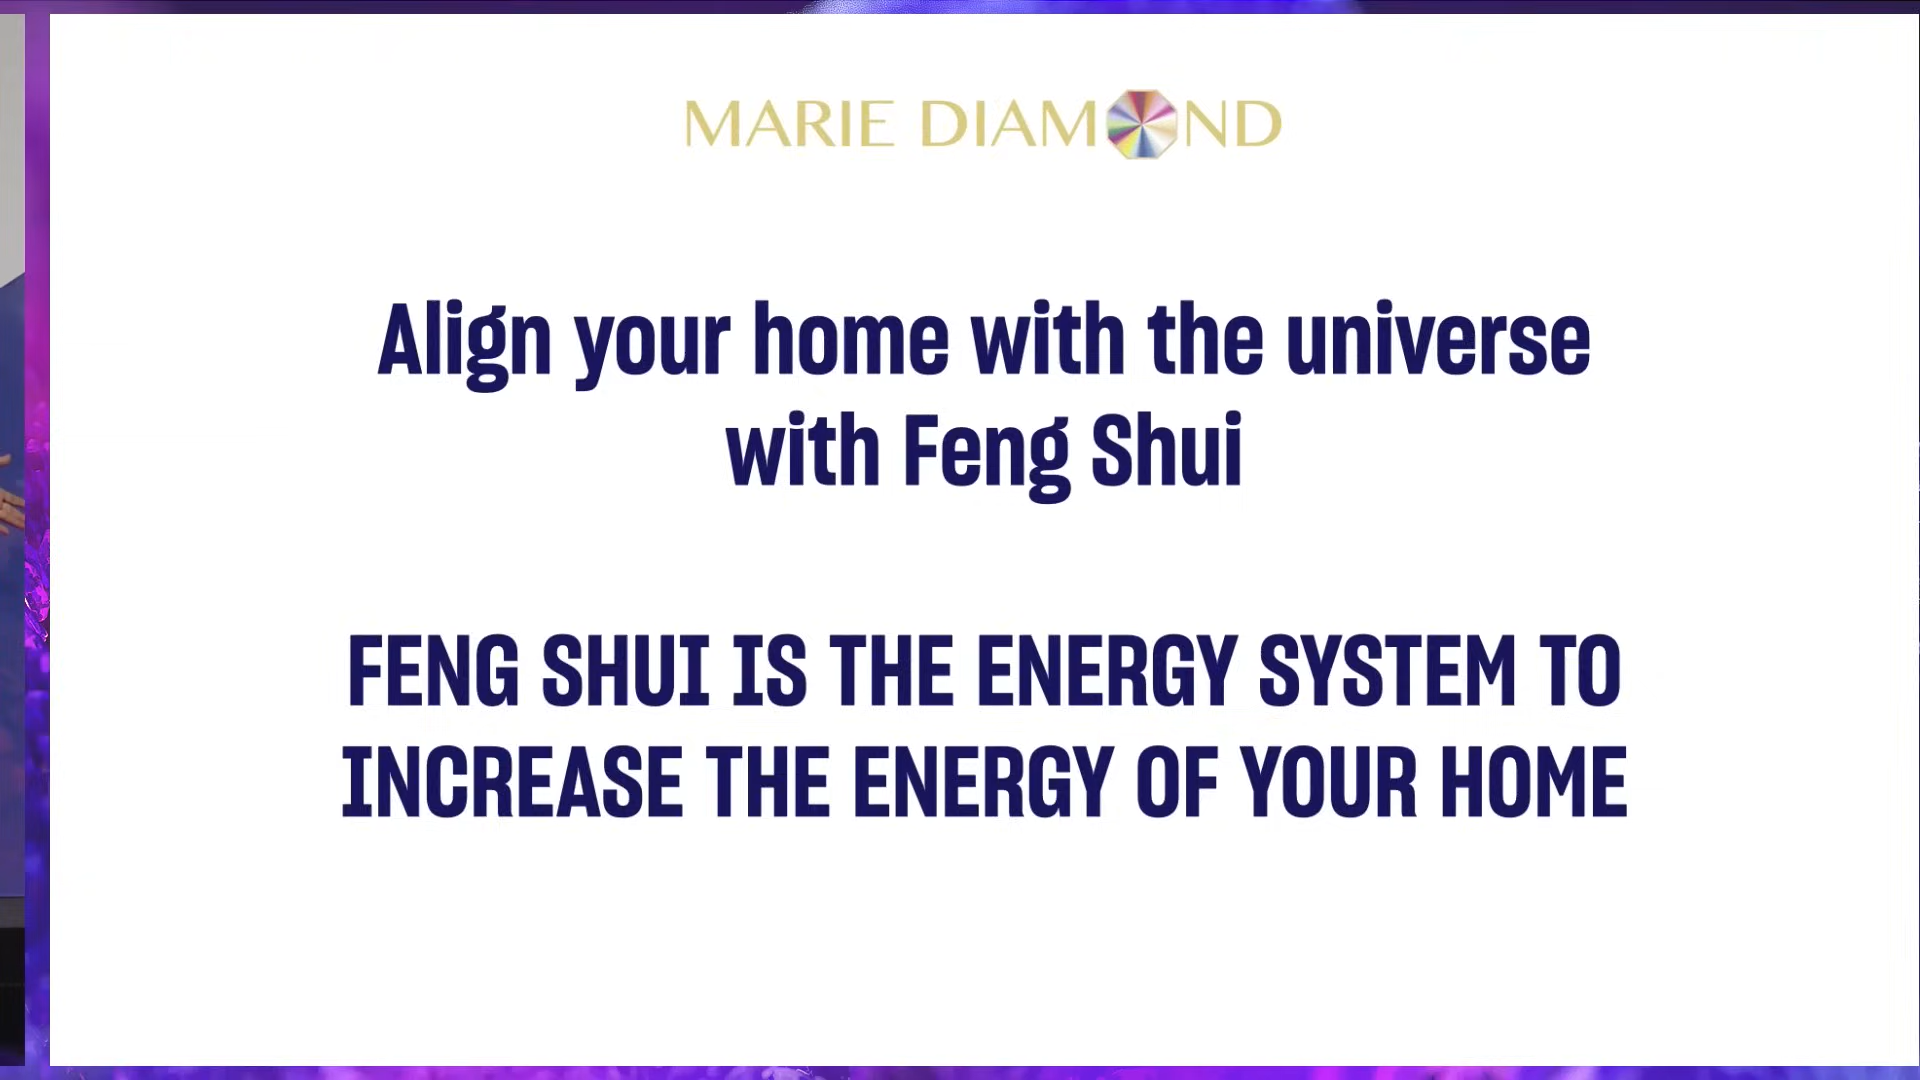 MARIE DIAMOND
Align your home with the universe
with Feng Shui
FENG SHUI IS THE ENERGY SYSTEM TO
INCREASE THE ENERGY OF YOUR HOME